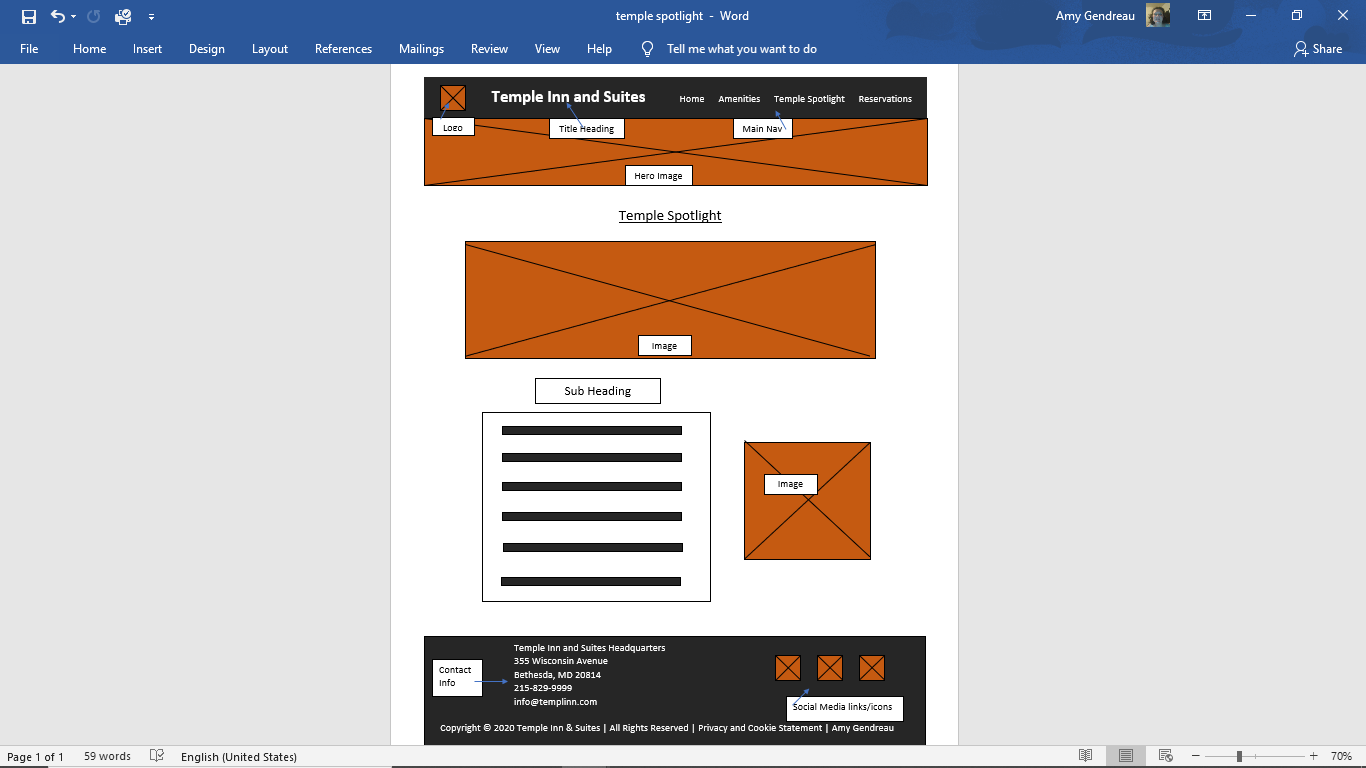 temple spotlight - Word
Amy Gendreau
File Home Insert Design Layout References Mailings Review View Help Tell me what you want to do Share
Temple Inn and Suites
Home Amenities Temple Spotlight Reservations
Logo
Title Heading
Main Nav
Hero Image
Temple Spotlight
Image
Sub Heading
Image
Contact
Info
Temple Inn and Suites Headquarters
355 Wisconsin Avenue
Bethesda, MD 20814
215-829-9999
info@templinn.com
Social Media links/icons
Copyright © 2020 Temple Inn & Suites | All Rights Reserved | Privacy and Cookie Statement | Amy Gendreau
Page 1 of 1 59 words English (United States) 70%